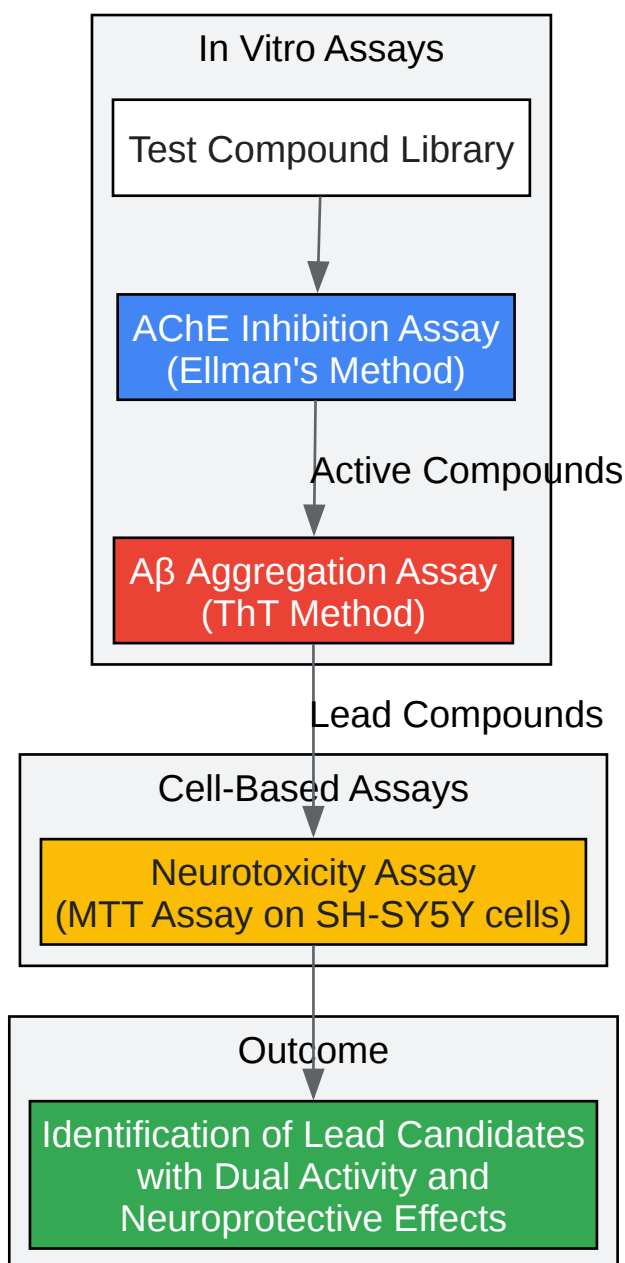 In Vitro Assays
Test Compound Library
AChE Inhibition Assay
(Ellman's Method)
Active Compounds
Aβ Aggregation Assay
(ThT Method)
Lead Compounds
Cell-Based Assays
Neurotoxicity Assay
(MTT Assay on SH-SY5Y cells)
Outcome
Identification of Lead Candidates
with Dual Activity and
Neuroprotective Effects